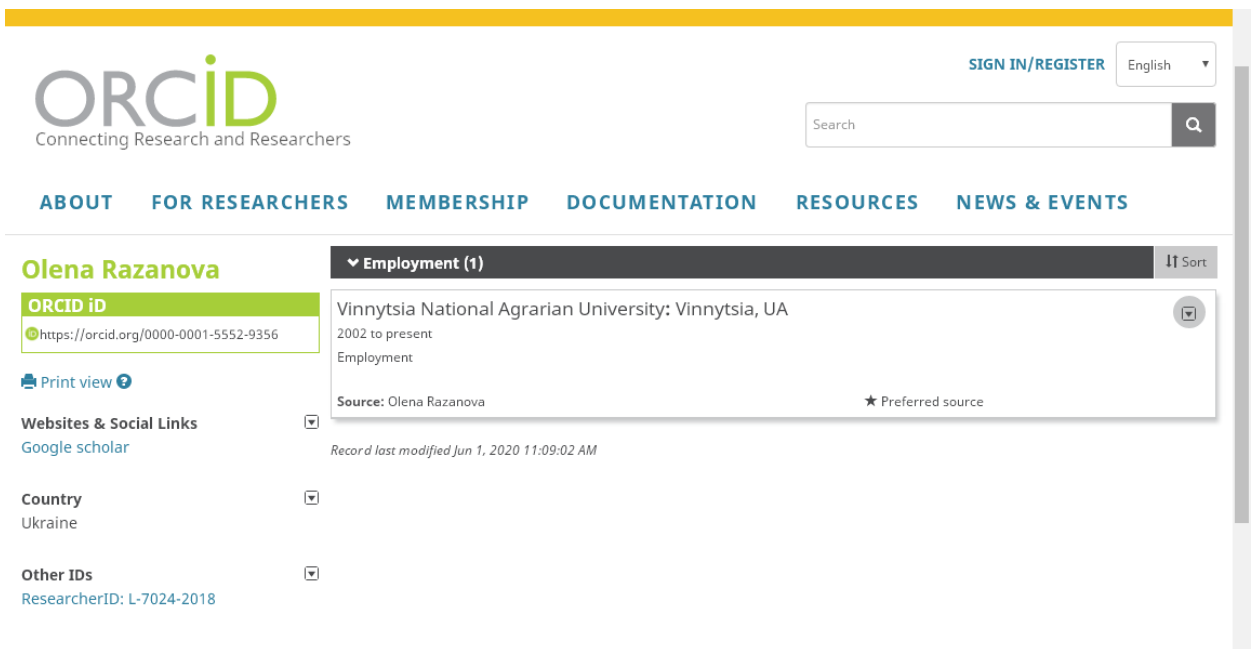 ORCID
Connecting Research and Researchers
SIGN IN/REGISTER
English
Search
ABOUT FOR RESEARCHERS MEMBERSHIP DOCUMENTATION RESOURCES NEWS & EVENTS
Olena Razanova
ORCID iD
iD https://orcid.org/0000-0001-5552-9356
Print view ?
Websites & Social Links
Google scholar
Country
Ukraine
Other IDs
ResearcherID: L-7024-2018
Employment (1)
Sort
Vinnytsia National Agrarian University: Vinnytsia, UA
2002 to present
Employment
Source: Olena Razanova
★ Preferred source
Record last modified Jun 1, 2020 11:09:02 AM